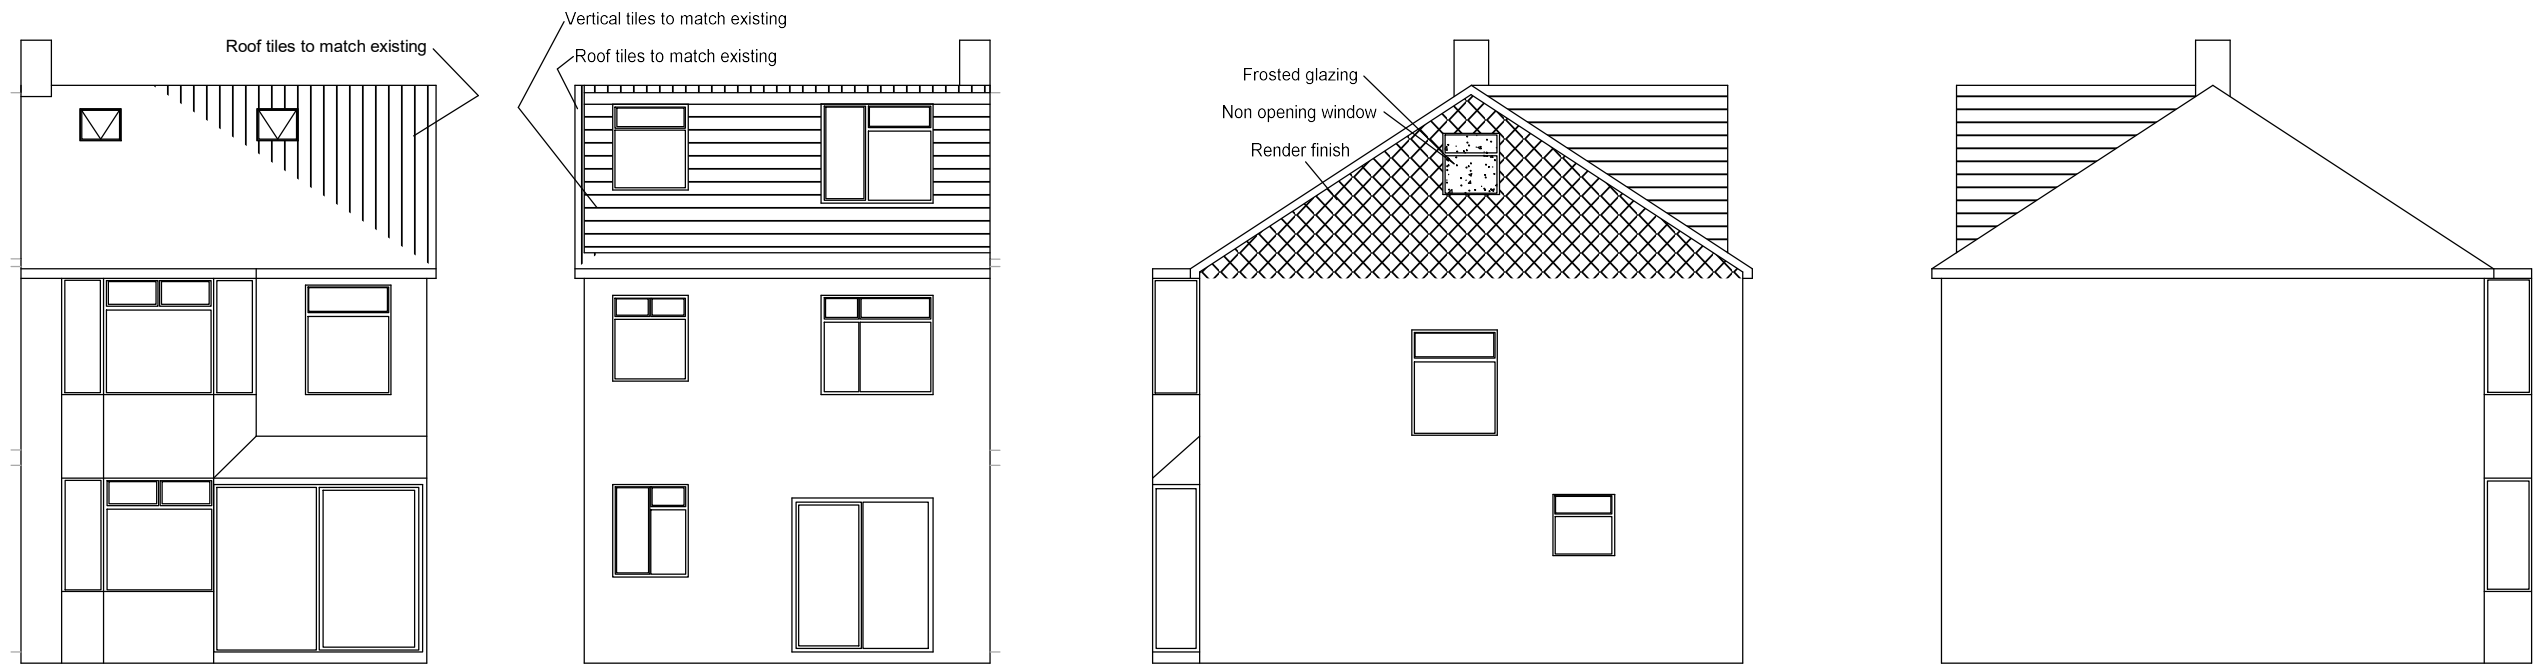 Roof tiles to match existing
Vertical tiles to match existing
Roof tiles to match existing
Frosted glazing
Non opening window
Render finish